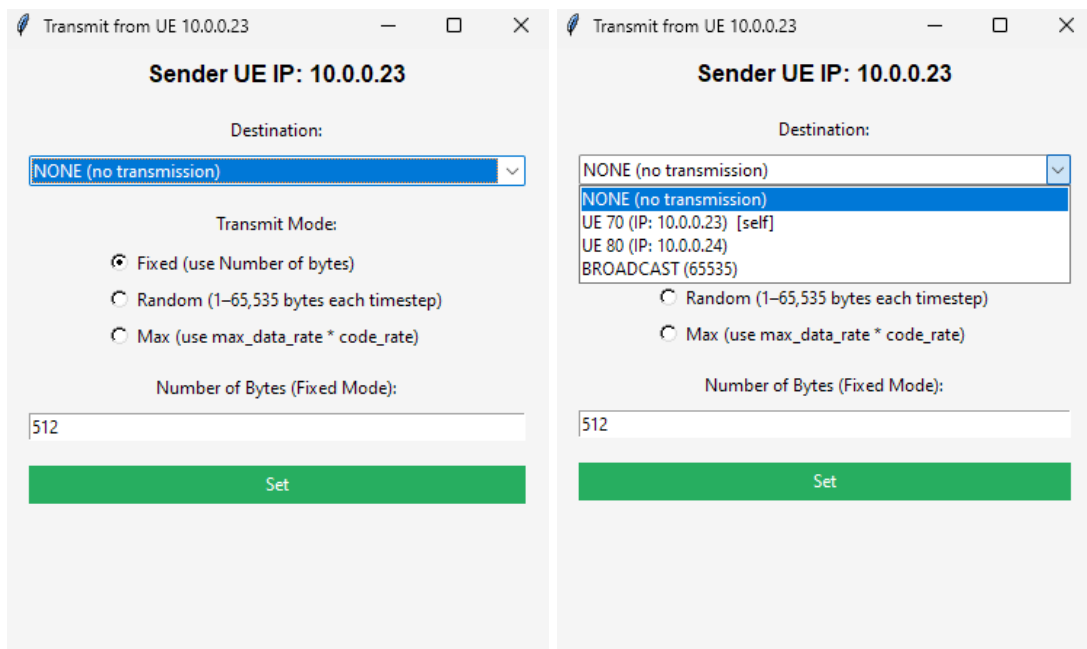 Transmit from UE 10.0.0.23
Sender UE IP: 10.0.0.23
Destination:
NONE (no transmission)
Transmit Mode:
Fixed (use Number of bytes)
Random (1–65,535 bytes each timestep)
Max (use max_data_rate * code_rate)
Number of Bytes (Fixed Mode):
512
Set
Transmit from UE 10.0.0.23
Sender UE IP: 10.0.0.23
Destination:
NONE (no transmission)
NONE (no transmission)
UE 70 (IP: 10.0.0.23) [self]
UE 80 (IP: 10.0.0.24)
BROADCAST (65535)
Random (1–65,535 bytes each timestep)
Max (use max_data_rate * code_rate)
Number of Bytes (Fixed Mode):
512
Set